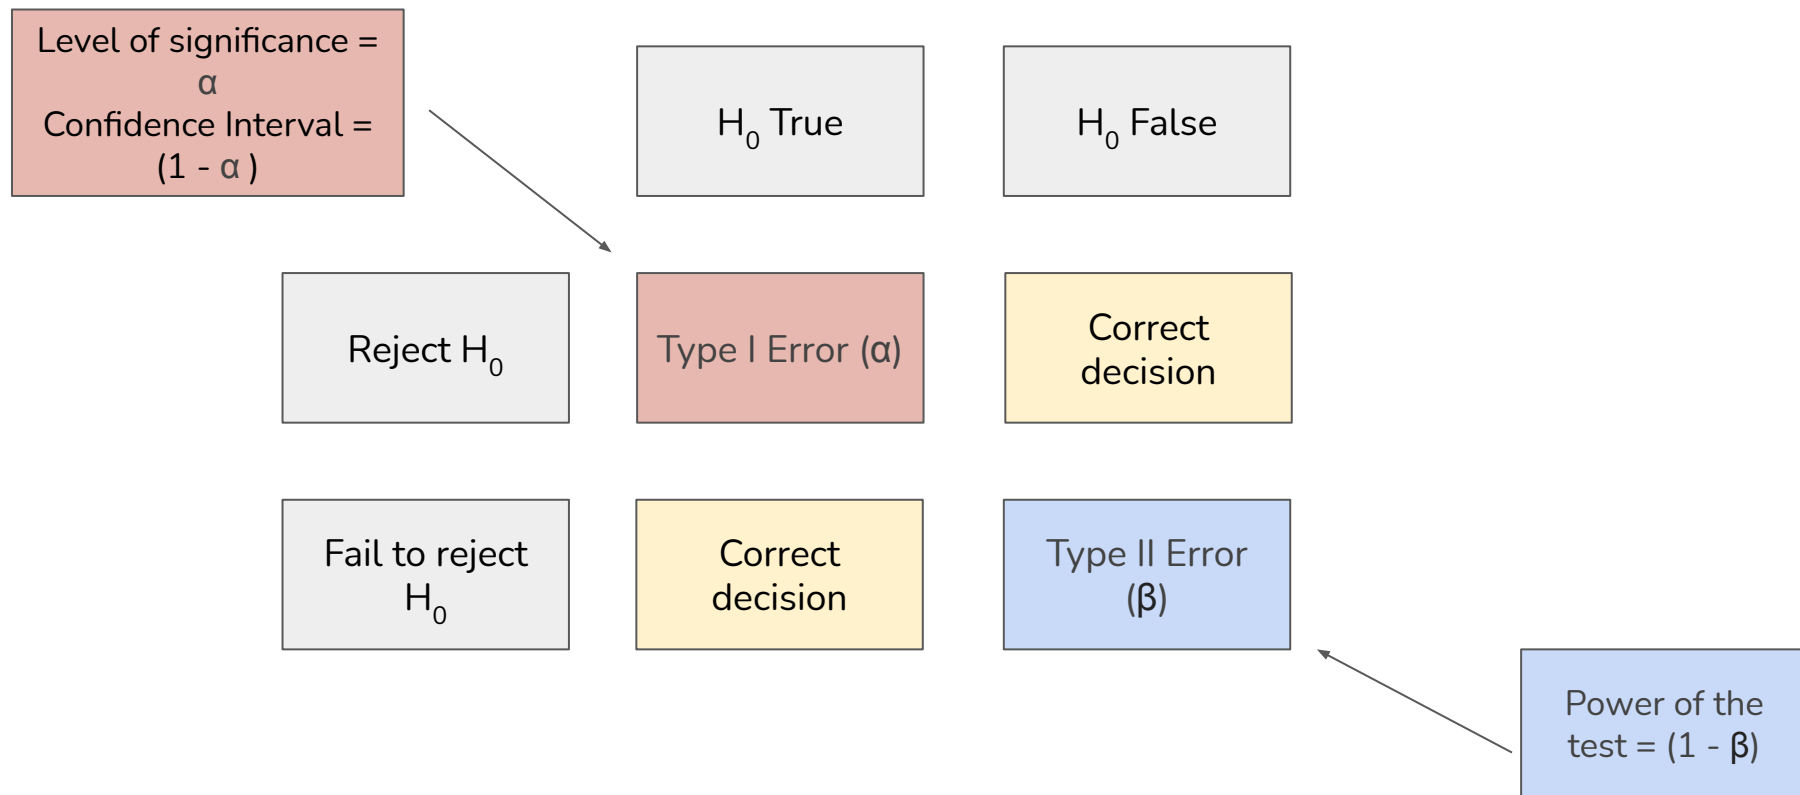 Level of significance =
α
Confidence Interval =
(1 - α )
H₀ True
H₀ False
Reject H₀
Type I Error (α)
Correct
decision
Fail to reject
H₀
Correct
decision
Type II Error
(β)
Power of the
test = (1 - β)